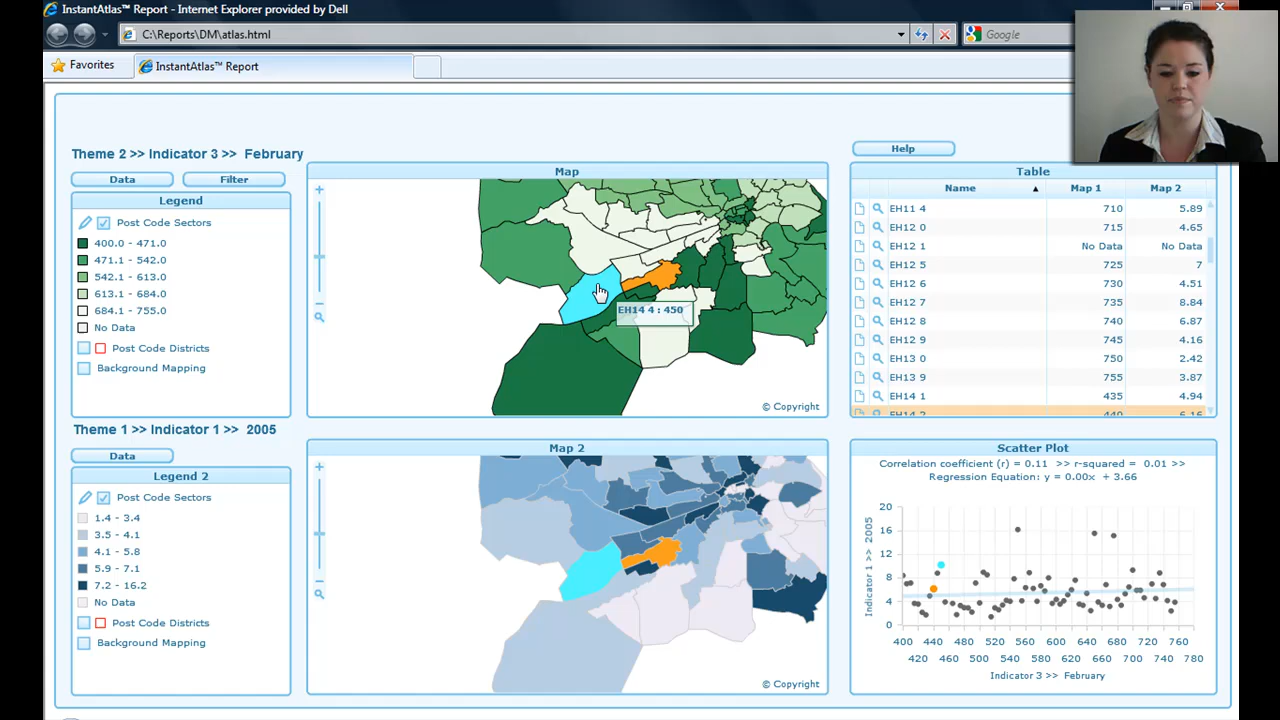 InstantAtlas™ Report - Internet Explorer provided by Dell
C:\Reports\DM\atlas.html
Google
Favorites
InstantAtlas™ Report
Theme 2 >> Indicator 3 >> February
Data
Filter
Legend
Post Code Sectors
400.0 - 471.0
471.1 - 542.0
542.1 - 613.0
613.1 - 684.0
684.1 - 755.0
No Data
Post Code Districts
Background Mapping
Map
EH14 4 : 450
© Copyright
Help
Table
Name Map 1 Map 2
EH11 4 710 5.89
EH12 0 715 4.65
EH12 1 No Data No Data
EH12 5 725 7
EH12 6 730 4.51
EH12 7 735 8.84
EH12 8 740 6.87
EH12 9 745 4.16
EH13 0 750 2.42
EH13 9 755 3.87
EH14 1 435 4.94
EH14 2 440 6.16
Theme 1 >> Indicator 1 >> 2005
Data
Legend 2
Post Code Sectors
1.4 - 3.4
3.5 - 4.1
4.1 - 5.8
5.9 - 7.1
7.2 - 16.2
No Data
Post Code Districts
Background Mapping
Map 2
© Copyright
Scatter Plot
Correlation coefficient (r) = 0.11 >> r-squared = 0.01 >>
Regression Equation: y = 0.00x + 3.66
Indicator 1 >> 2005
20
16
12
8
4
0
400 440 480 520 560 600 640 680 720 760
420 460 500 540 580 620 660 700 740 780
Indicator 3 >> February